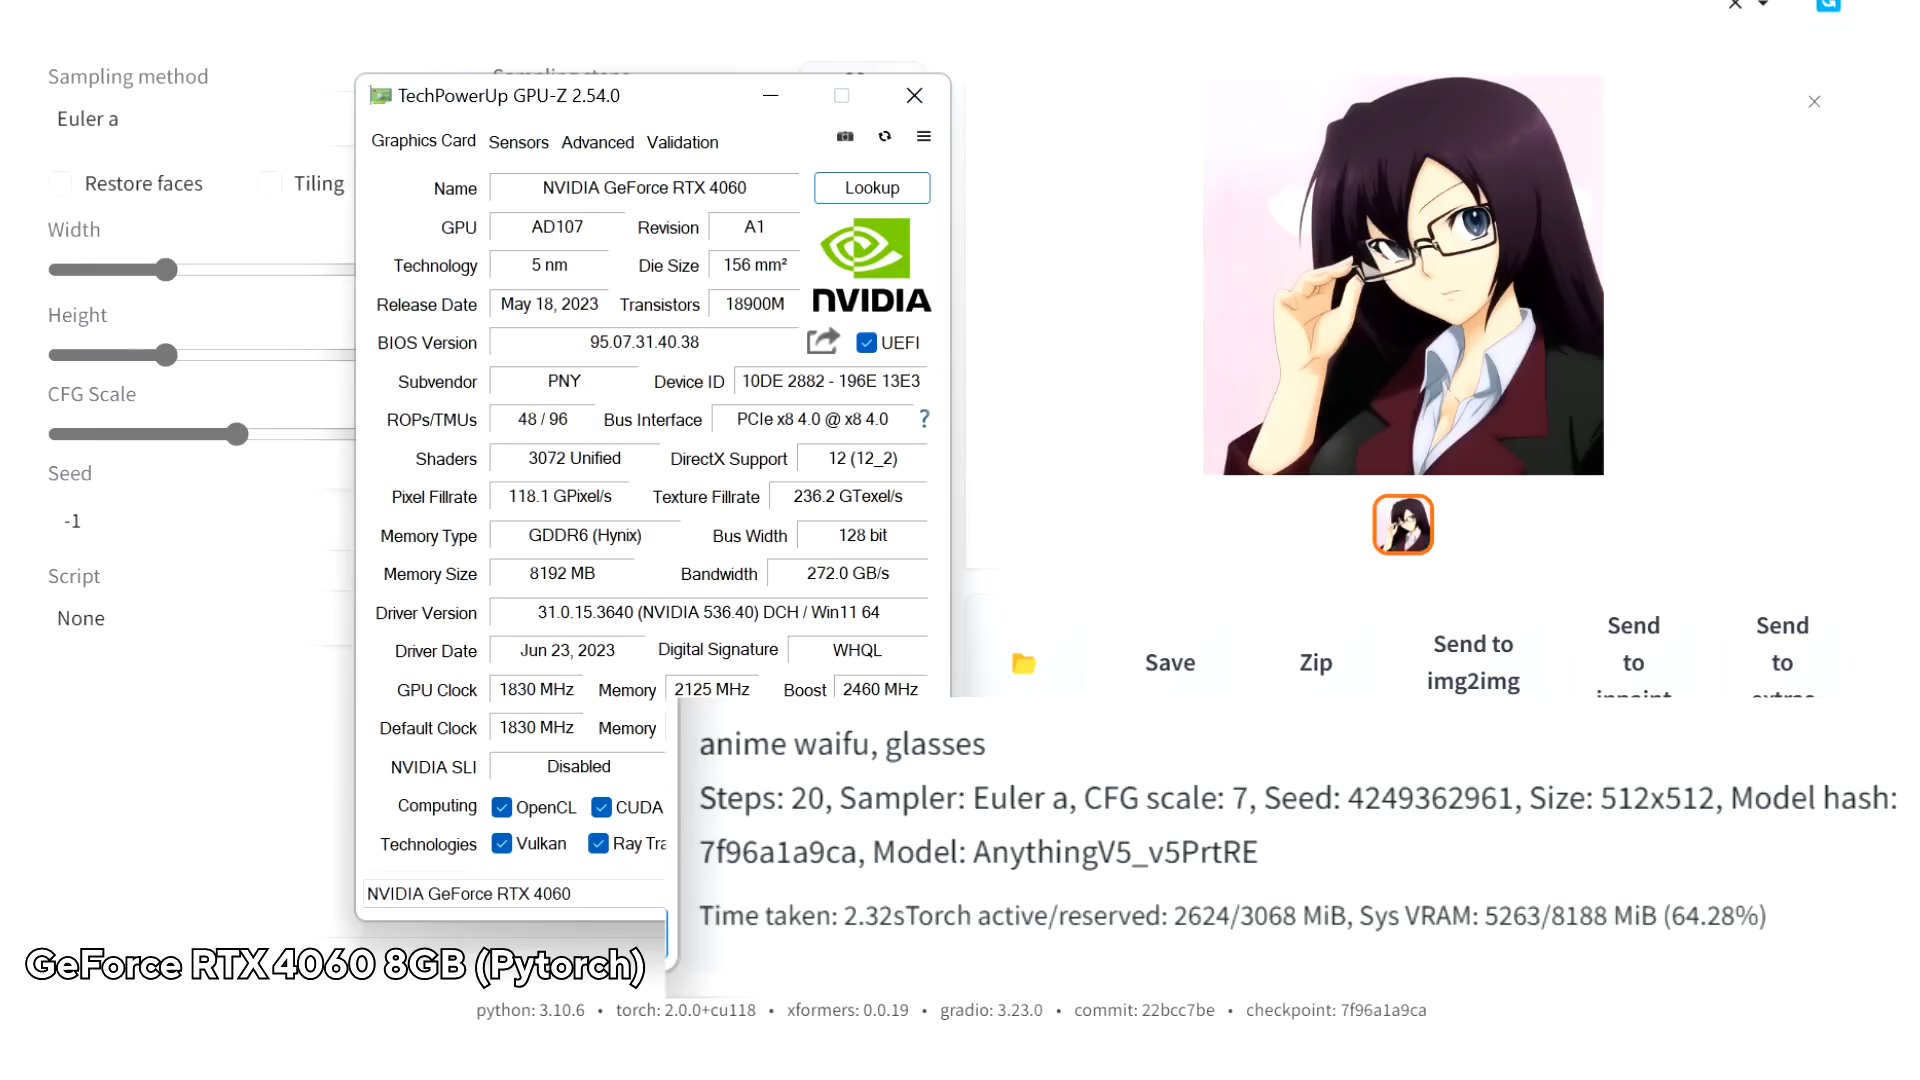 Sampling method
Euler a
Restore faces
Tiling
Width
Height
CFG Scale
Seed
-1
Script
None
TechPowerUp GPU-Z 2.54.0
Graphics Card Sensors Advanced Validation
Name NVIDIA GeForce RTX 4060 Lookup
GPU AD107 Revision A1
Technology 5 nm Die Size 156 mm²
Release Date May 18, 2023 Transistors 18900M
NVIDIA
BIOS Version 95.07.31.40.38 UEFI
Subvendor PNY Device ID 10DE 2882 - 196E 13E3
ROPs/TMUs 48 / 96 Bus Interface PCIe x8 4.0 @ x8 4.0 ?
Shaders 3072 Unified DirectX Support 12 (12_2)
Pixel Fillrate 118.1 GPixel/s Texture Fillrate 236.2 GTexel/s
Memory Type GDDR6 (Hynix) Bus Width 128 bit
Memory Size 8192 MB Bandwidth 272.0 GB/s
Driver Version 31.0.15.3640 (NVIDIA 536.40) DCH / Win11 64
Driver Date Jun 23, 2023 Digital Signature WHQL
GPU Clock 1830 MHz Memory 2125 MHz Boost 2460 MHz
Default Clock 1830 MHz Memory
NVIDIA SLI Disabled
Computing OpenCL CUDA
Technologies Vulkan Ray Tra
NVIDIA GeForce RTX 4060
Save
Zip
Send to
img2img
Send
to
Send
to
anime waifu, glasses
Steps: 20, Sampler: Euler a, CFG scale: 7, Seed: 4249362961, Size: 512x512, Model hash:
7f96a1a9ca, Model: AnythingV5_v5PrtRE
Time taken: 2.32sTorch active/reserved: 2624/3068 MiB, Sys VRAM: 5263/8188 MiB (64.28%)
GeForce RTX 4060 8GB (Pytorch)
python: 3.10.6 • torch: 2.0.0+cu118 • xformers: 0.0.19 • gradio: 3.23.0 • commit: 22bcc7be • checkpoint: 7f96a1a9ca